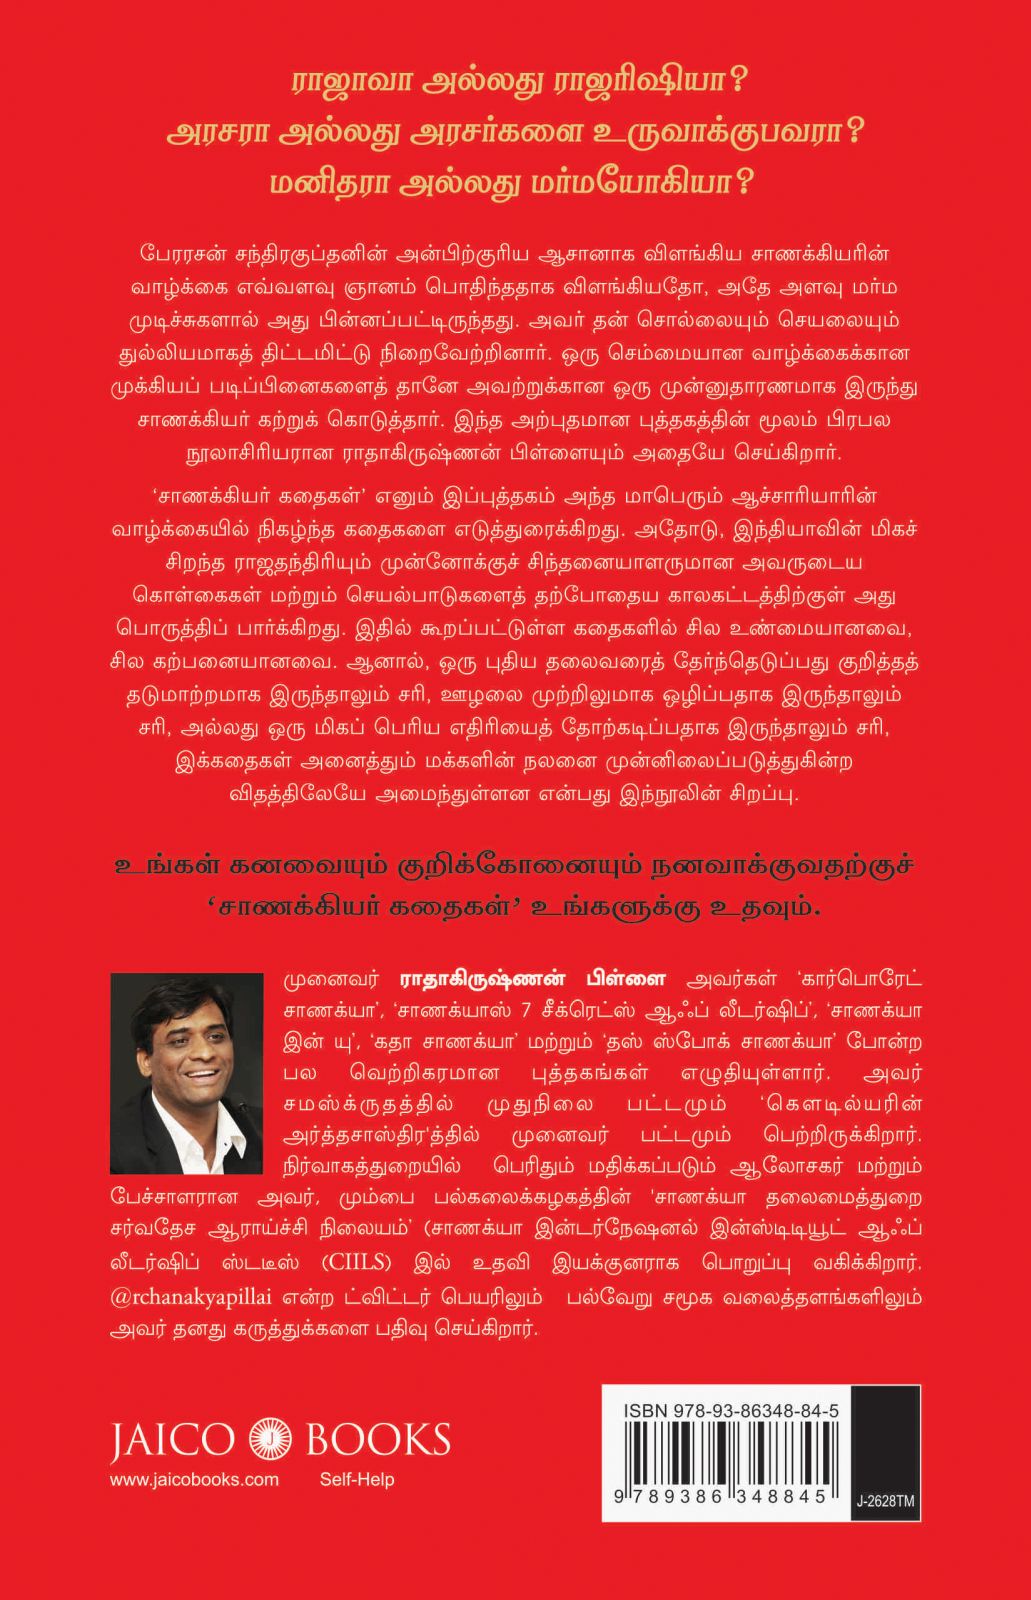 ராஜாவா அல்லது ராஜரிஷியா?
அரசரா அல்லது அரசர்களை உருவாக்குபவரா?
மனிதரா அல்லது மர்மயோகியா?
பேரரசன் சந்திரகுப்தனின் அன்பிற்குரிய ஆசானாக விளங்கிய சாணக்கியரின்
வாழ்க்கை எவ்வளவு ஞானம் பொதிந்ததாக விளங்கியதோ, அதே அளவு மர்ம
முடிச்சுகளால் அது பின்னப்பட்டிருந்தது. அவர் தன் சொல்லையும் செயலையும்
துல்லியமாகத் திட்டமிட்டு நிறைவேற்றினார். ஒரு செம்மையான வாழ்க்கைக்கான
முக்கியப் படிப்பினைகளைத் தானே அவற்றுக்கான ஒரு முன்னுதாரணமாக இருந்து
சாணக்கியர் கற்றுக் கொடுத்தார். இந்த அற்புதமான புத்தகத்தின் மூலம் பிரபல
நூலாசிரியரான ராதாகிருஷ்ணன் பிள்ளையும் அதையே செய்கிறார்.
‘சாணக்கியர் கதைகள்’ எனும் இப்புத்தகம் அந்த மாபெரும் ஆச்சாரியாரின்
வாழ்க்கையில் நிகழ்ந்த கதைகளை எடுத்துரைக்கிறது. அதோடு, இந்தியாவின் மிகச்
சிறந்த ராஜதந்திரியும் முன்னோக்குச் சிந்தனையாளருமான அவருடைய
கொள்கைகள் மற்றும் செயல்பாடுகளைத் தற்போதைய காலகட்டத்திற்குள் அது
பொருத்திப் பார்க்கிறது. இதில் கூறப்பட்டுள்ள கதைகளில் சில உண்மையானவை,
சில கற்பனையானவை. ஆனால், ஒரு புதிய தலைவரைத் தேர்ந்தெடுப்பது குறித்தத்
தடுமாற்றமாக இருந்தாலும் சரி, ஊழலை முற்றிலுமாக ஒழிப்பதாக இருந்தாலும்
சரி, அல்லது ஒரு மிகப் பெரிய எதிரியைத் தோற்கடிப்பதாக இருந்தாலும் சரி,
இக்கதைகள் அனைத்தும் மக்களின் நலனை முன்னிலைப்படுத்துகின்ற
விதத்திலேயே அமைந்துள்ளன என்பது இந்நூலின் சிறப்பு.
உங்கள் கனவையும் குறிக்கோனையும் நனவாக்குவதற்குச்
‘சாணக்கியர் கதைகள்’ உங்களுக்கு உதவும்.
முனைவர் ராதாகிருஷ்ணன் பிள்ளை அவர்கள் ‘கார்பொரேட்
சாணக்யா’, ‘சாணக்யாஸ் 7 சீக்ரெட்ஸ் ஆஃப் லீடர்ஷிப்’, ‘சாணக்யா
இன் யு’, ‘கதா சாணக்யா’ மற்றும் ‘தஸ் ஸ்போக் சாணக்யா’ போன்ற
பல வெற்றிகரமான புத்தகங்கள் எழுதியுள்ளார். அவர்
சமஸ்க்ருதத்தில் முதுநிலை பட்டமும் ‘கௌடில்யரின்
அர்த்தசாஸ்திர'த்தில் முனைவர் பட்டமும் பெற்றிருக்கிறார்.
நிர்வாகத்துறையில் பெரிதும் மதிக்கப்படும் ஆலோசகர் மற்றும்
பேச்சாளரான அவர், மும்பை பல்கலைக்கழகத்தின் 'சாணக்யா தலைமைத்துறை
சர்வதேச ஆராய்ச்சி நிலையம்’ (சாணக்யா இன்டர்நேஷனல் இன்ஸ்டிடியூட் ஆஃப்
லீடர்ஷிப் ஸ்டடீஸ் (CIILS) இல் உதவி இயக்குனராக பொறுப்பு வகிக்கிறார்.
@rchanakyapillai என்ற ட்விட்டர் பெயரிலும் பல்வேறு சமூக வலைத்தளங்களிலும்
அவர் தனது கருத்துக்களை பதிவு செய்கிறார்.
JAICO J BOOKS
www.jaicobooks.com Self-Help
ISBN 978-93-86348-84-5
9 789386 348845
J-2628TM